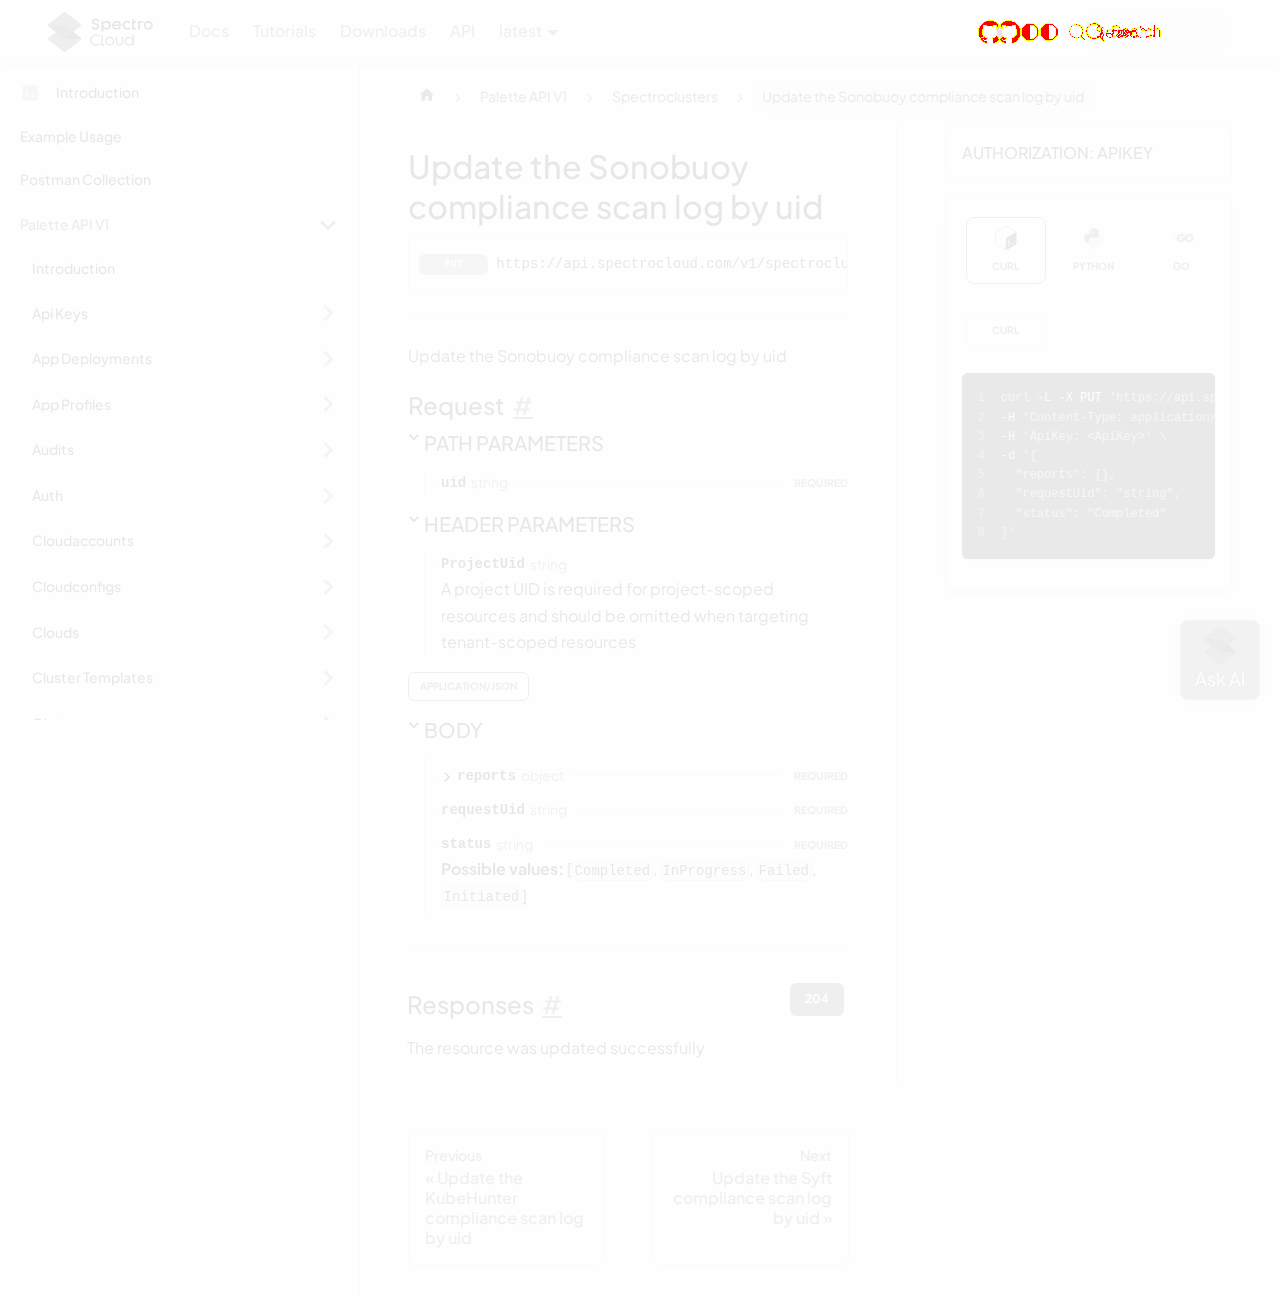 Spectro Cloud
Docs
Tutorials
Downloads
API
latest
Introduction
Example Usage
Postman Collection
Palette API V1
Introduction
Api Keys
App Deployments
App Profiles
Audits
Auth
Cloudaccounts
Cloudconfigs
Clouds
Cluster Templates
Palette API V1
Spectroclusters
Update the Sonobuoy compliance scan log by uid
Update the Sonobuoy
compliance scan log by uid
PUT https://api.spectrocloud.com/v1/spectroclu
Update the Sonobuoy compliance scan log by uid
Request #
PATH PARAMETERS
uid string REQUIRED
HEADER PARAMETERS
ProjectUid string
A project UID is required for project-scoped
resources and should be omitted when targeting
tenant-scoped resources
APPLICATION/JSON
BODY
reports object REQUIRED
requestUid string REQUIRED
status string REQUIRED
Possible values: [Completed, InProgress, Failed,
Initiated]
Responses #
204
The resource was updated successfully
Previous
« Update the
KubeHunter
compliance scan log
by uid
Next
Update the Syft
compliance scan log
by uid »
AUTHORIZATION: APIKEY
CURL
PYTHON
GO
CURL
1 curl -L -X PUT 'https://api.sp
2 -H 'Content-Type: application/
3 -H 'ApiKey: <ApiKey>' \
4 -d '{
5 "reports": {},
6 "requestUid": "string",
7 "status": "Completed"
8 }'
Ask AI